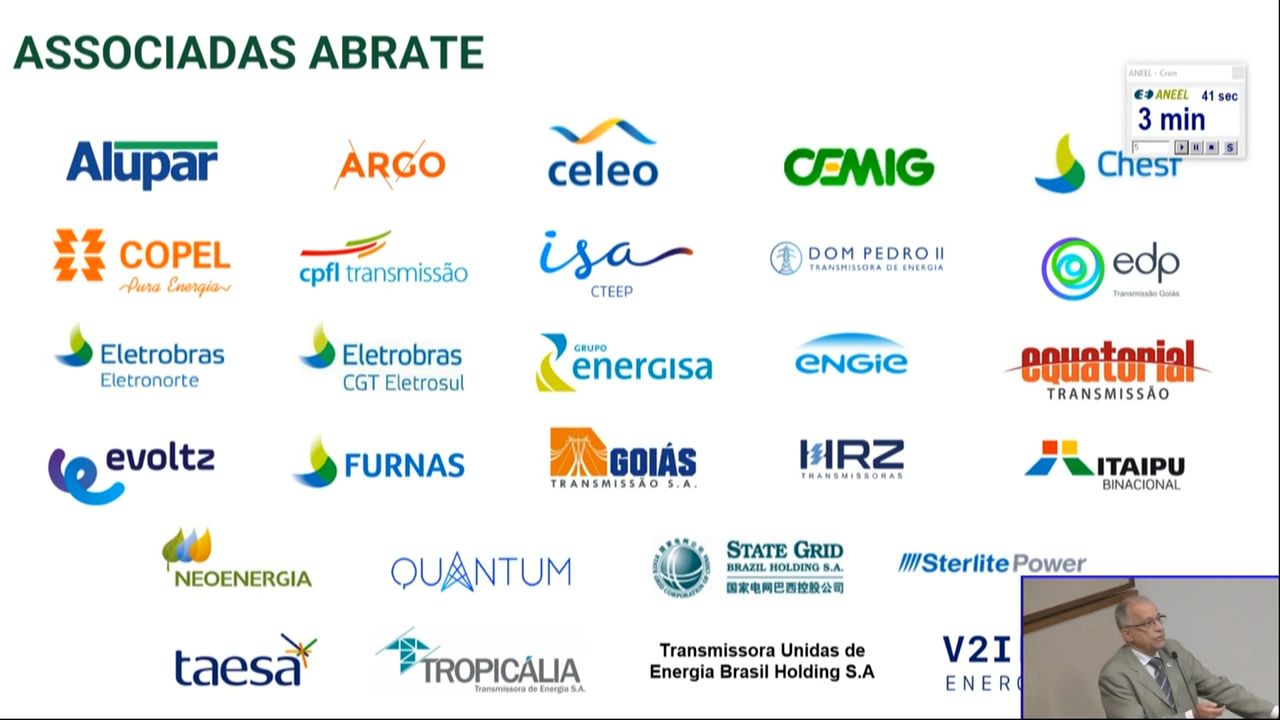 ASSOCIADAS ABRATE
ANEEL - Cron
ANEEL
41 sec
3 min
5
S
Alupar
ARGO
celeo
CEMIG
Chesf
COPEL
Pura Energia
cpfl transmissão
isa
CTEEP
DOM PEDRO II
TRANSMISSORA DE ENERGIA
edp
Transmissão Goiás
Eletrobras
Eletronorte
Eletrobras
CGT Eletrosul
GRUPO
energisa
ENGIE
equatorial
TRANSMISSÃO
evoltz
FURNAS
GOIÁS
TRANSMISSÃO S.A.
HRZ
TRANSMISSORAS
ITAIPU
BINACIONAL
NEOENERGIA
QUANTUM
STATE GRID
BRAZIL HOLDING S.A.
国家电网巴西控股公司
Sterlite Power
taesa
TROPICÁLIA
Transmissora de Energia S.A.
Transmissora Unidas de
Energia Brasil Holding S.A
V2I
ENERG